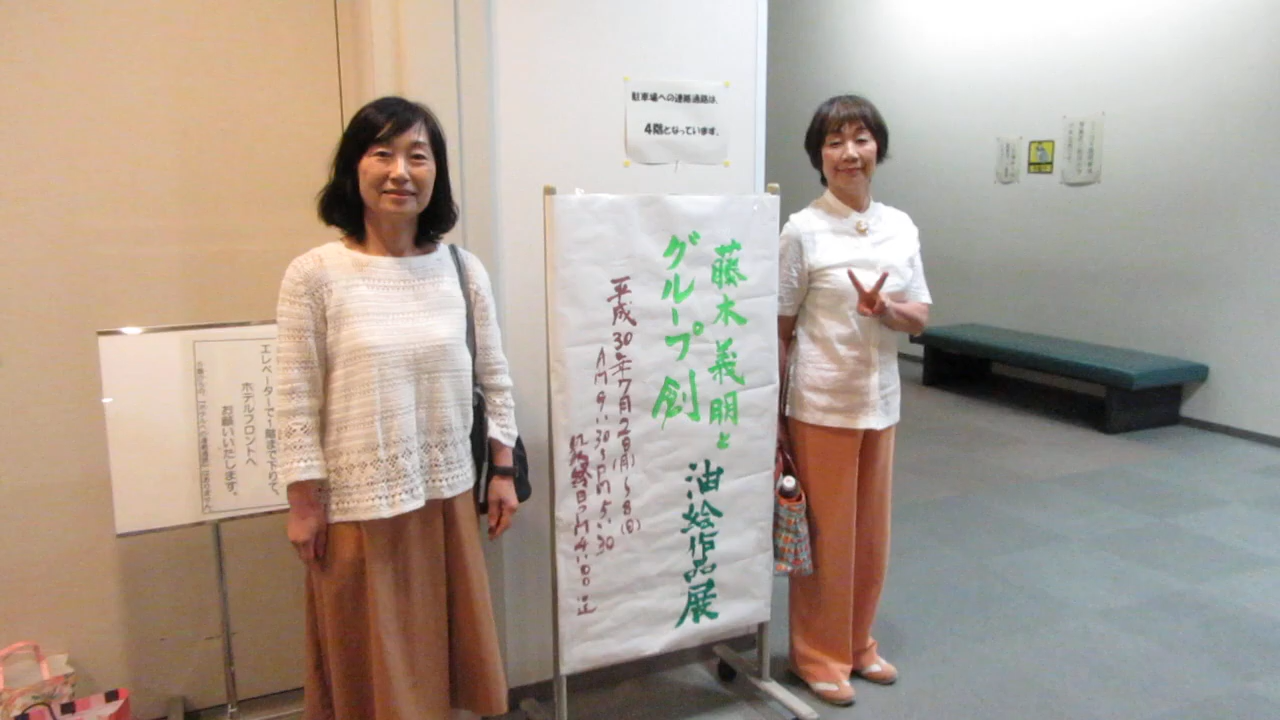 駐車場への連絡通路は、
4階となっています。
藤木義明と
グループ創
油絵作品展
平成30年7月2日(月)~8(日)
AM9:30~PM5:30
最終日PM4:00迄
エレベーターで1階まで下りて、
ホテルフロントへ
お願いいたします。